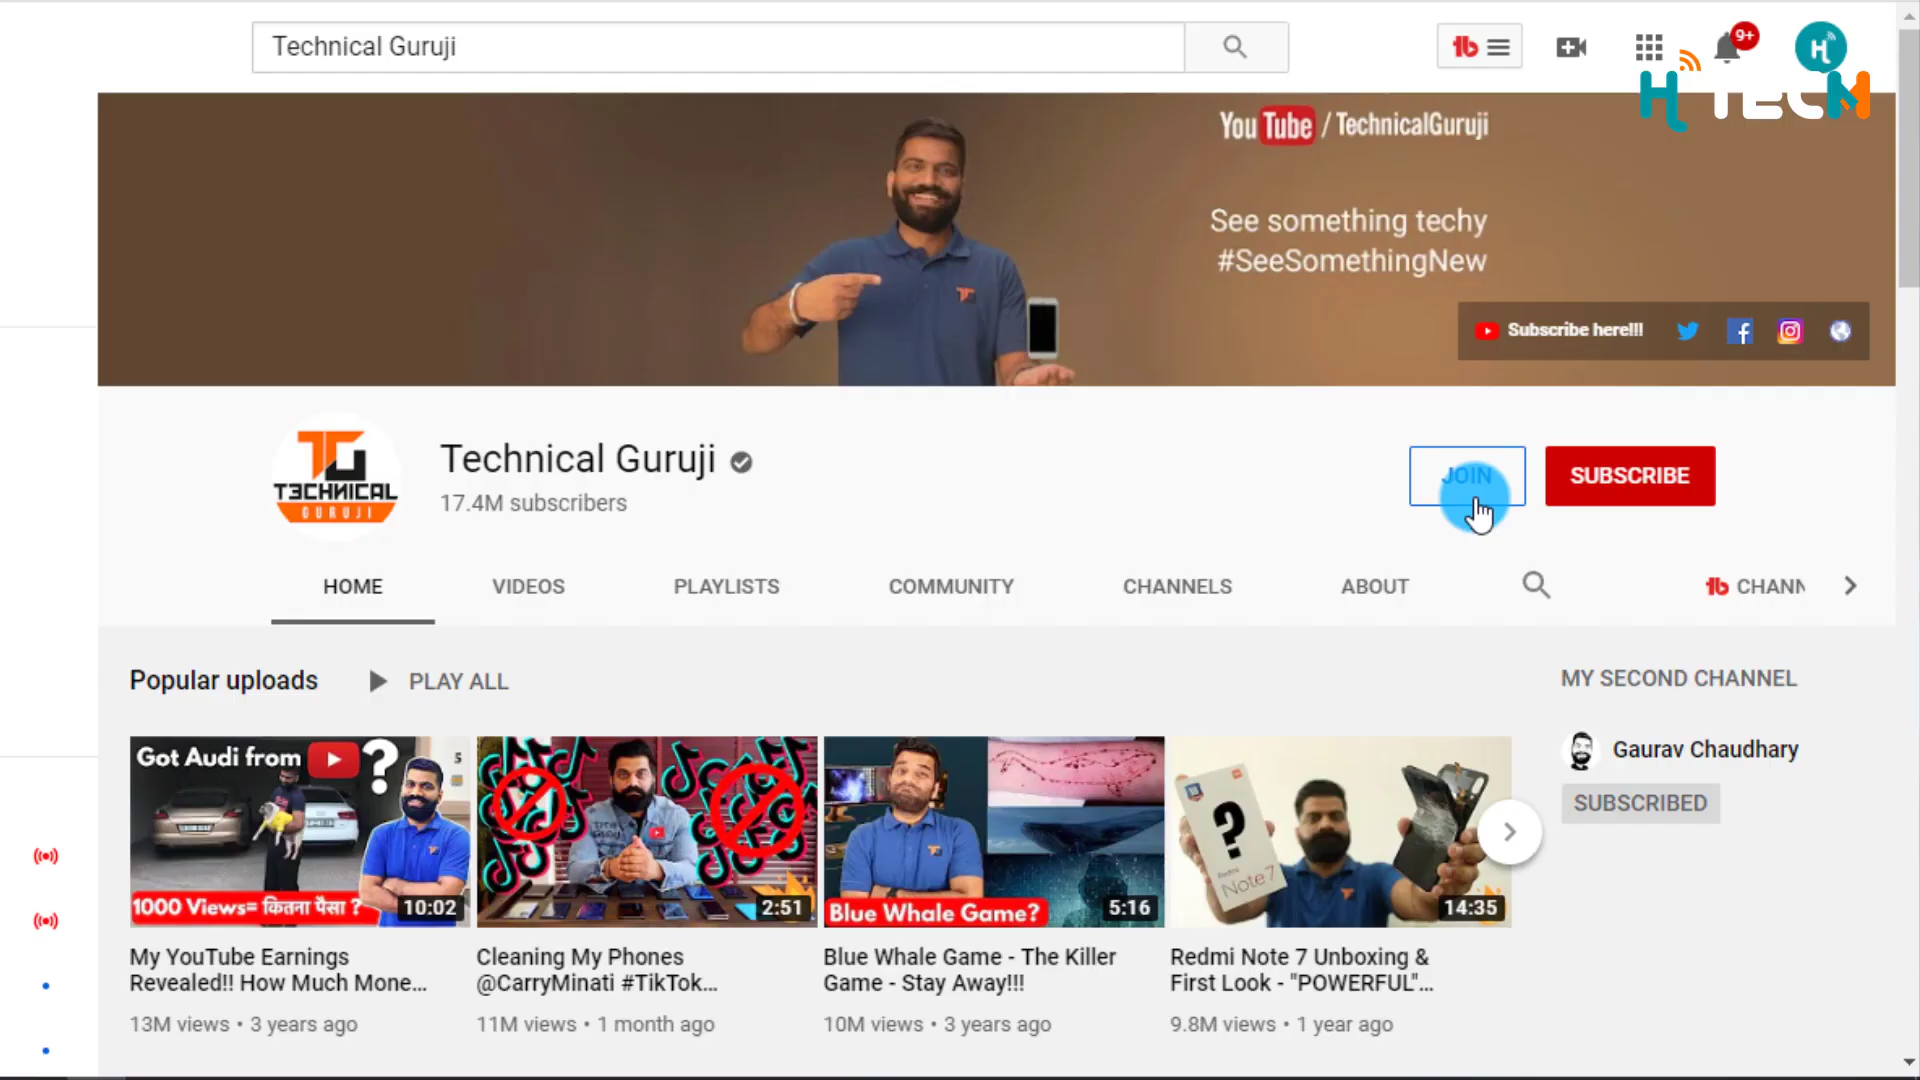 Technical Guruji
9+
H TECH
YouTube / TechnicalGuruji
See something techy
#SeeSomethingNew
Subscribe here!!!
T3CHNICAL
GURUJI
Technical Guruji
17.4M subscribers
JOIN
SUBSCRIBE
HOME
VIDEOS
PLAYLISTS
COMMUNITY
CHANNELS
ABOUT
CHANN
Popular uploads
PLAY ALL
MY SECOND CHANNEL
Gaurav Chaudhary
SUBSCRIBED
Got Audi from ?
1000 Views= कितना पैसा ?
10:02
2:51
Blue Whale Game?
5:16
?
Redmi
Note 7
14:35
My YouTube Earnings
Revealed!! How Much Mone...
13M views • 3 years ago
Cleaning My Phones
@CarryMinati #TikTok...
11M views • 1 month ago
Blue Whale Game - The Killer
Game - Stay Away!!!
10M views • 3 years ago
Redmi Note 7 Unboxing &
First Look - "POWERFUL"...
9.8M views • 1 year ago